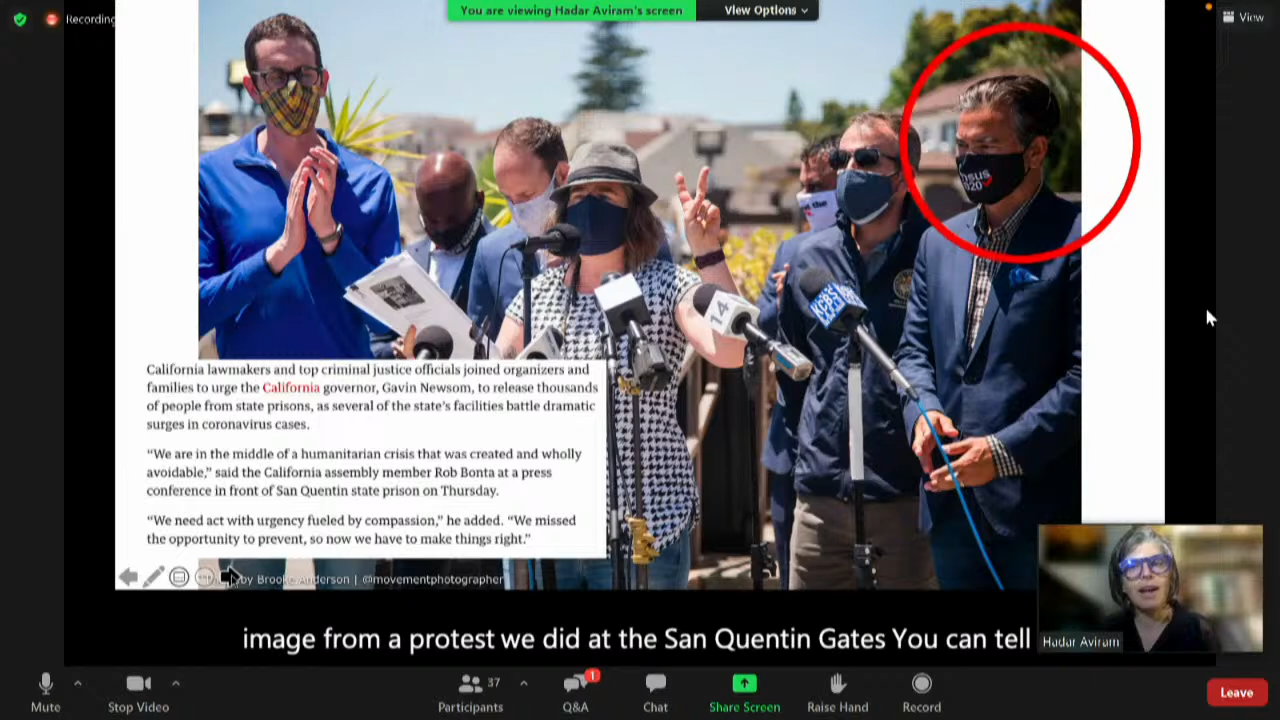 Recording
You are viewing Hadar Aviram's screen
View Options
View
14
KCBS
California lawmakers and top criminal justice officials joined organizers and
families to urge the California governor, Gavin Newsom, to release thousands
of people from state prisons, as several of the state's facilities battle dramatic
surges in coronavirus cases.
“We are in the middle of a humanitarian crisis that was created and wholly
avoidable,” said the California assembly member Rob Bonta at a press
conference in front of San Quentin state prison on Thursday.
“We need act with urgency fueled by compassion,” he added. “We missed
the opportunity to prevent, so now we have to make things right.”
by Brooke Anderson | @movementphotographer
image from a protest we did at the San Quentin Gates You can tell
Hadar Aviram
Mute
Stop Video
Participants
37
Q&A
1
Chat
Share Screen
Raise Hand
Record
Leave